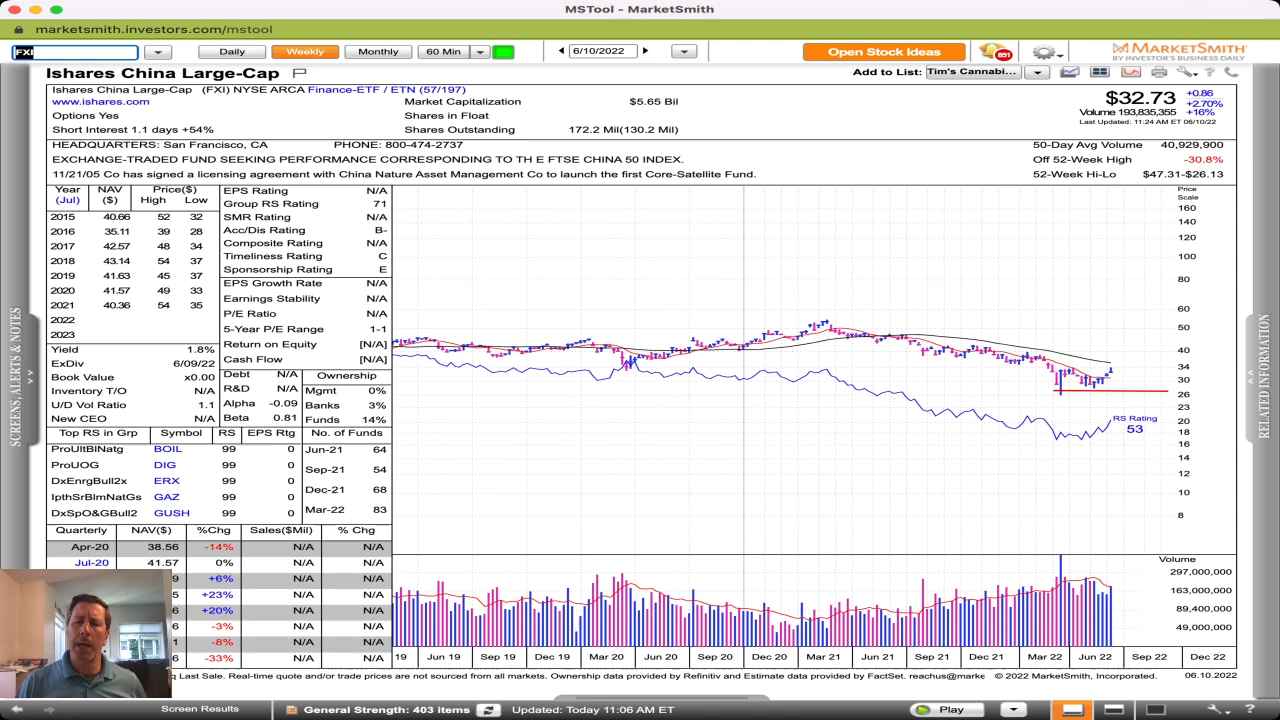 MSTool - MarketSmith
marketsmith.investors.com/mstool
FXI Daily Weekly Monthly 60 Min 6/10/2022 Open Stock Ideas 851 MARKETSMITH
BY INVESTOR'S BUSINESS DAILY
Ishares China Large-Cap Add to List: Tim's Cannabi...
Ishares China Large-Cap (FXI) NYSE ARCA Finance-ETF / ETN (57/197)
www.ishares.com Market Capitalization $5.65 Bil
Options Yes Shares in Float
Short Interest 1.1 days +54% Shares Outstanding 172.2 Mil(130.2 Mil)
$32.73 +0.86
+2.70%
Volume 193,835,355 +16%
Last Updated: 11:24 AM ET 06/10/22
HEADQUARTERS: San Francisco, CA PHONE: 800-474-2737 50-Day Avg Volume 40,929,900
EXCHANGE-TRADED FUND SEEKING PERFORMANCE CORRESPONDING TO TH E FTSE CHINA 50 INDEX. Off 52-Week High -30.8%
11/21/05 Co has signed a licensing agreement with China Nature Asset Management Co to launch the first Core-Satellite Fund. 52-Week Hi-Lo $47.31-$26.13
Year NAV Price($)
(Jul) ($) High Low
2015 40.66 52 32
2016 35.11 39 28
2017 42.57 48 34
2018 43.14 54 37
2019 41.63 45 37
2020 41.57 49 33
2021 40.36 54 35
2022
2023
Yield 1.8%
ExDiv 6/09/22
Book Value x0.00
Inventory T/O N/A
U/D Vol Ratio 1.1
New CEO N/A
EPS Rating N/A
Group RS Rating 71
SMR Rating N/A
Acc/Dis Rating B-
Composite Rating N/A
Timeliness Rating C
Sponsorship Rating E
EPS Growth Rate N/A
Earnings Stability N/A
P/E Ratio N/A
5-Year P/E Range 1-1
Return on Equity [N/A]
Cash Flow [N/A]
Debt N/A
R&D N/A
Alpha -0.09
Beta 0.81
Ownership
Mgmt 0%
Banks 3%
Funds 14%
Top RS in Grp Symbol RS EPS Rtg
ProUltBlNatg BOIL 99 0
ProUOG DIG 99 0
DxEnrgBull2x ERX 99 0
IpthSrBlmNatGs GAZ 99 0
DxSpO&GBull2 GUSH 99 0
No. of Funds
Jun-21 64
Sep-21 54
Dec-21 68
Mar-22 83
Quarterly NAV($) %Chg Sales($Mil) % Chg
Apr-20 38.56 -14% N/A N/A
Jul-20 41.57 0% N/A N/A
9 +6% N/A N/A
5 +23% N/A N/A
6 +20% N/A N/A
6 -3% N/A N/A
1 -8% N/A N/A
6 -33% N/A N/A
Price
Scale
160
140
120
100
80
60
50
40
34
30
26
23
20
18
16
14
12
10
8
RS Rating
53
Volume
297,000,000
163,000,000
89,400,000
49,000,000
19 Jun 19 Sep 19 Dec 19 Mar 20 Jun 20 Sep 20 Dec 20 Mar 21 Jun 21 Sep 21 Dec 21 Mar 22 Jun 22 Sep 22 Dec 22
q Last Sale. Real-time quote and/or trade prices are not sourced from all markets. Ownership data provided by Refinitiv and Estimate data provided by FactSet. reachus@marke © 2022 MarketSmith, Incorporated. 06.10.2022
SCREENS, ALERTS & NOTES
RELATED INFORMATION
Screen Results General Strength: 403 items Updated: Today 11:06 AM ET Play